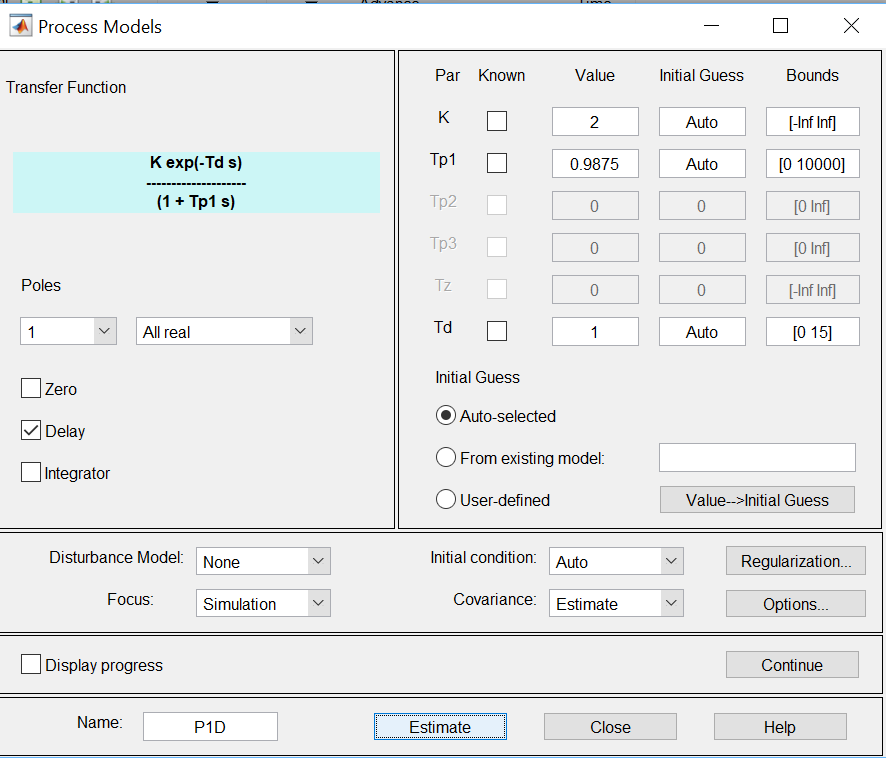 Process Models
Transfer Function
K exp(-Td s)
--------------------
(1 + Tp1 s)
Poles
1 All real
Zero
Delay
Integrator
Par Known Value Initial Guess Bounds
K 2 Auto [-Inf Inf]
Tp1 0.9875 Auto [0 10000]
Tp2 0 0 [0 Inf]
Tp3 0 0 [0 Inf]
Tz 0 0 [-Inf Inf]
Td 1 Auto [0 15]
Initial Guess
Auto-selected
From existing model:
User-defined Value-->Initial Guess
Disturbance Model: None Initial condition: Auto Regularization...
Focus: Simulation Covariance: Estimate Options...
Display progress Continue
Name: P1D Estimate Close Help